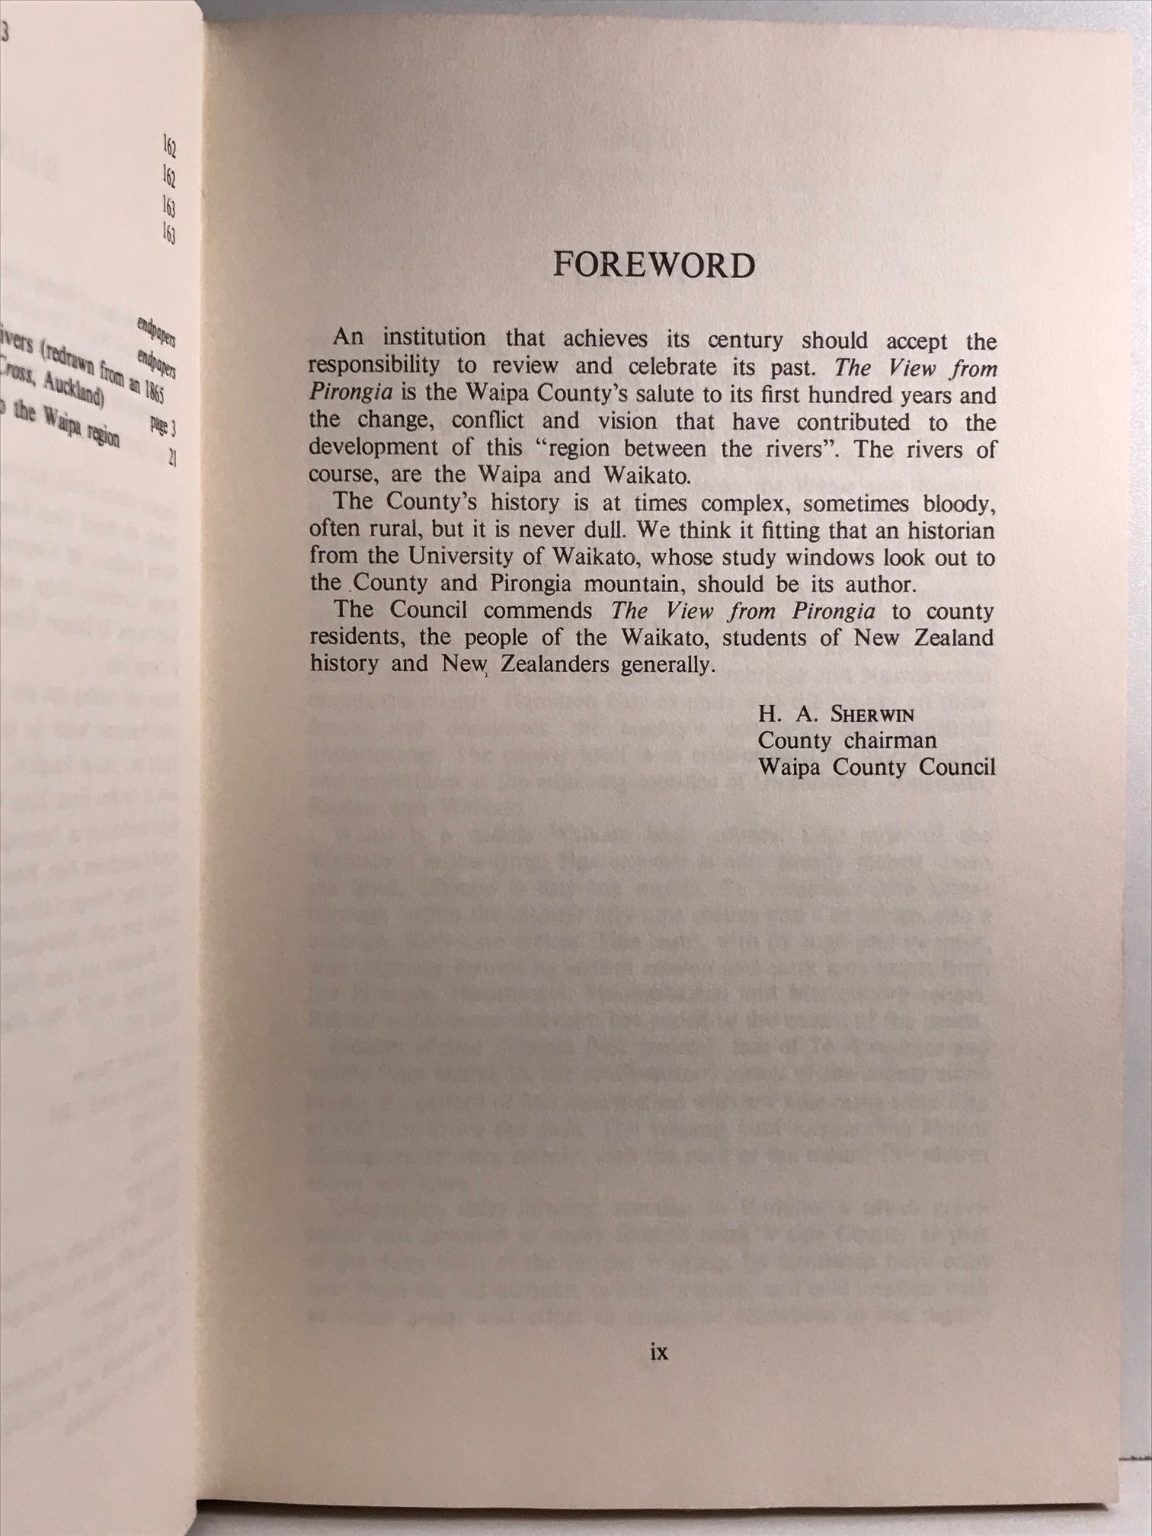 3
162
162
163
163
endpapers
endpapers
ivers (redrawn from an 1865
Cross, Auckland)
page 3
the Waipa region
21
FOREWORD
An institution that achieves its century should accept the
responsibility to review and celebrate its past. The View from
Pirongia is the Waipa County's salute to its first hundred years and
the change, conflict and vision that have contributed to the
development of this “region between the rivers”. The rivers of
course, are the Waipa and Waikato.
The County's history is at times complex, sometimes bloody,
often rural, but it is never dull. We think it fitting that an historian
from the University of Waikato, whose study windows look out to
the County and Pirongia mountain, should be its author.
The Council commends The View from Pirongia to county
residents, the people of the Waikato, students of New Zealand
history and New Zealanders generally.
H. A. SHERWIN
County chairman
Waipa County Council
ix